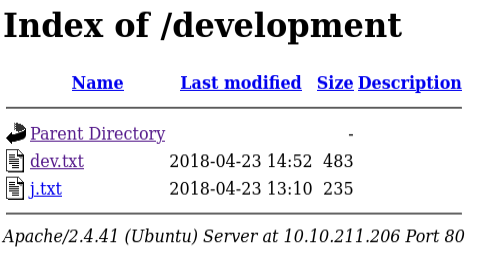 Index of /development
Name Last modified Size Description
Parent Directory -
dev.txt 2018-04-23 14:52 483
j.txt 2018-04-23 13:10 235
Apache/2.4.41 (Ubuntu) Server at 10.10.211.206 Port 80